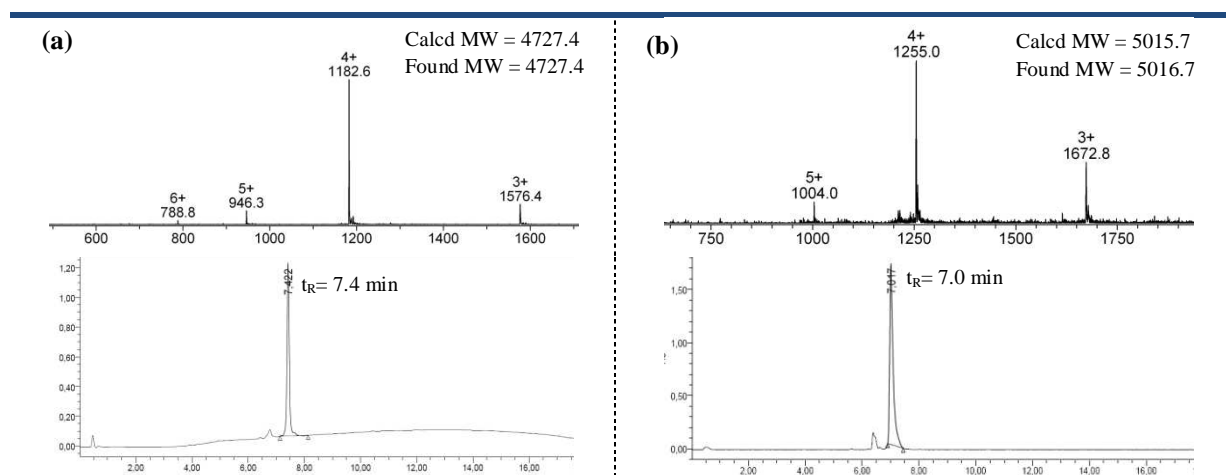 (a)
Calcd MW = 4727.4
Found MW = 4727.4
4+
1182.6
6+
788.8
5+
946.3
3+
1576.4
600 800 1000 1200 1400 1600
1,20
1,00
0,80
0,60
0,40
0,20
0,00
7,422
tR= 7.4 min
2,00 4,00 6,00 8,00 10,00 12,00 14,00 16,00
(b)
Calcd MW = 5015.7
Found MW = 5016.7
4+
1255.0
5+
1004.0
3+
1672.8
750 1000 1250 1500 1750
1,50
1,00
0,50
0,00
7,017
tR= 7.0 min
0,00 2,00 4,00 6,00 8,00 10,00 12,00 14,00 16,00